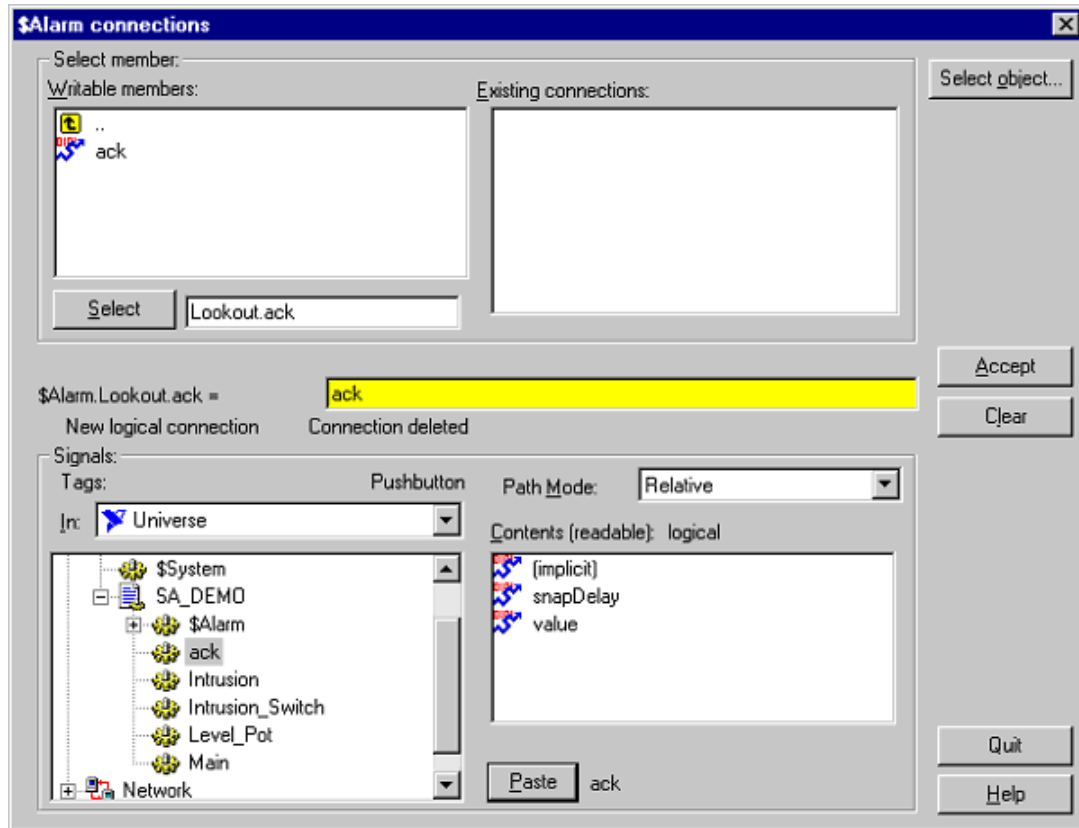 $Alarm connections
Select member:
Writable members:
Existing connections:
Select object...
..
ack
Select
Lookout.ack
Accept
$Alarm.Lookout.ack =
ack
Clear
New logical connection
Connection deleted
Signals:
Tags:
Pushbutton
Path Mode:
Relative
In:
Universe
Contents (readable): logical
$System
SA_DEMO
$Alarm
ack
Intrusion
Intrusion_Switch
Level_Pot
Main
Network
(implicit)
snapDelay
value
Paste
ack
Quit
Help